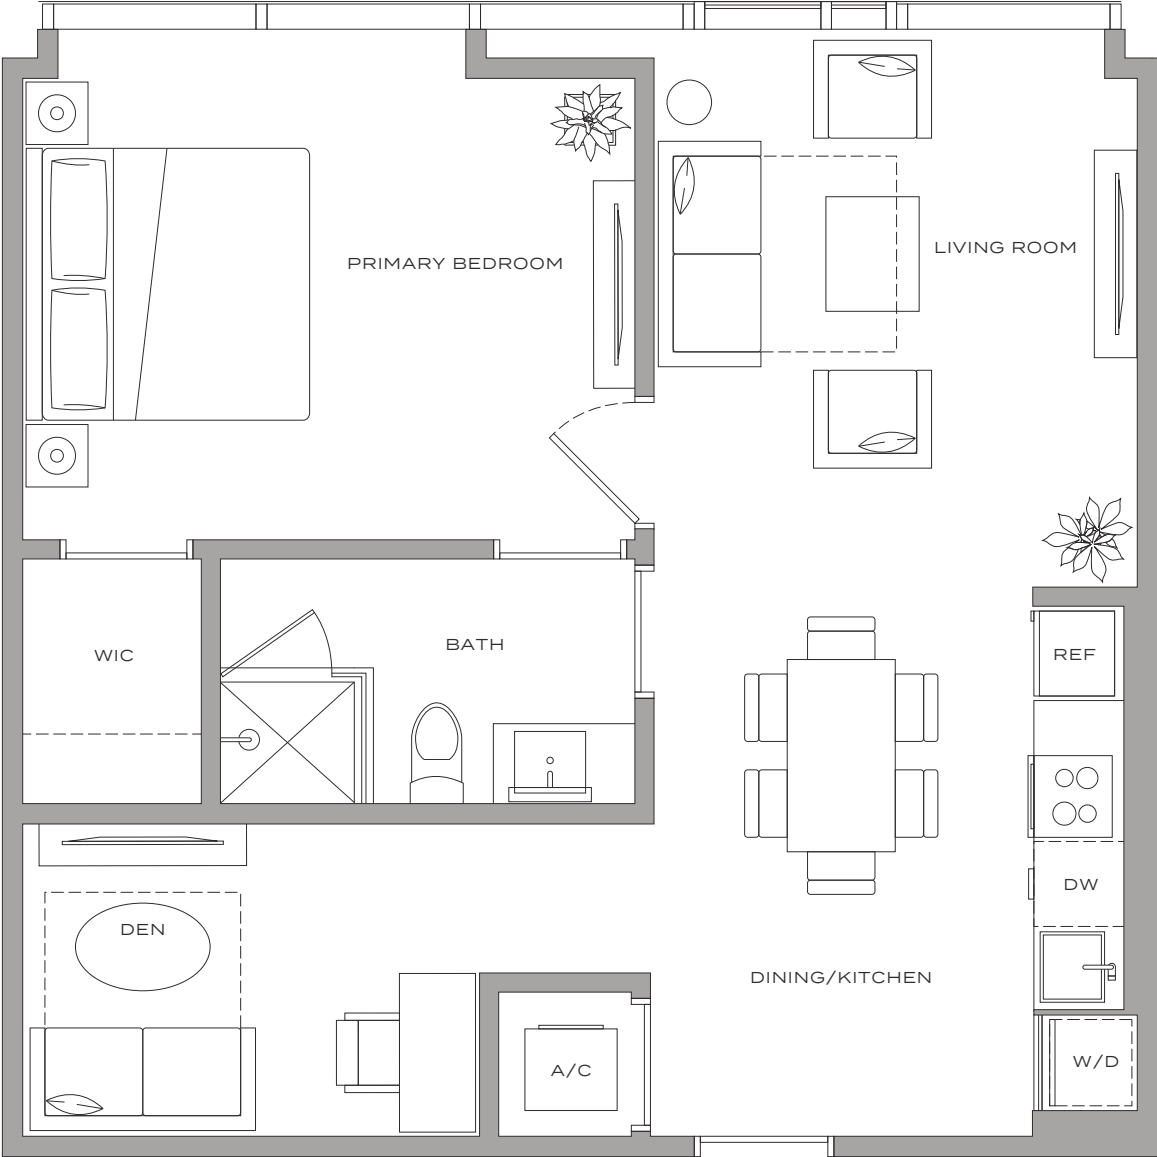 PRIMARY BEDROOM
LIVING ROOM
WIC
BATH
REF
DW
DEN
DINING/KITCHEN
A/C
W/D